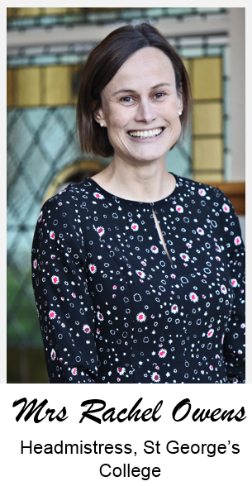 Mrs Rachel Owens
Headmistress, St George's
College